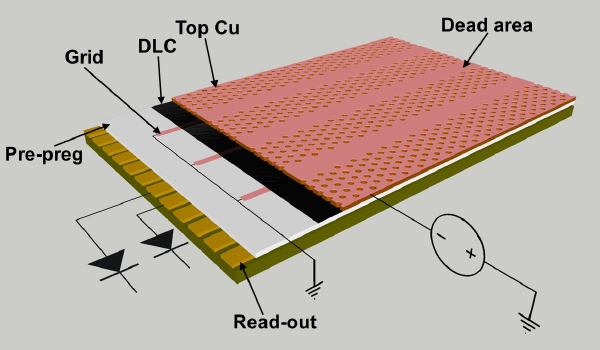 Top Cu
Dead area
DLC
Grid
Pre-preg
Read-out
- +